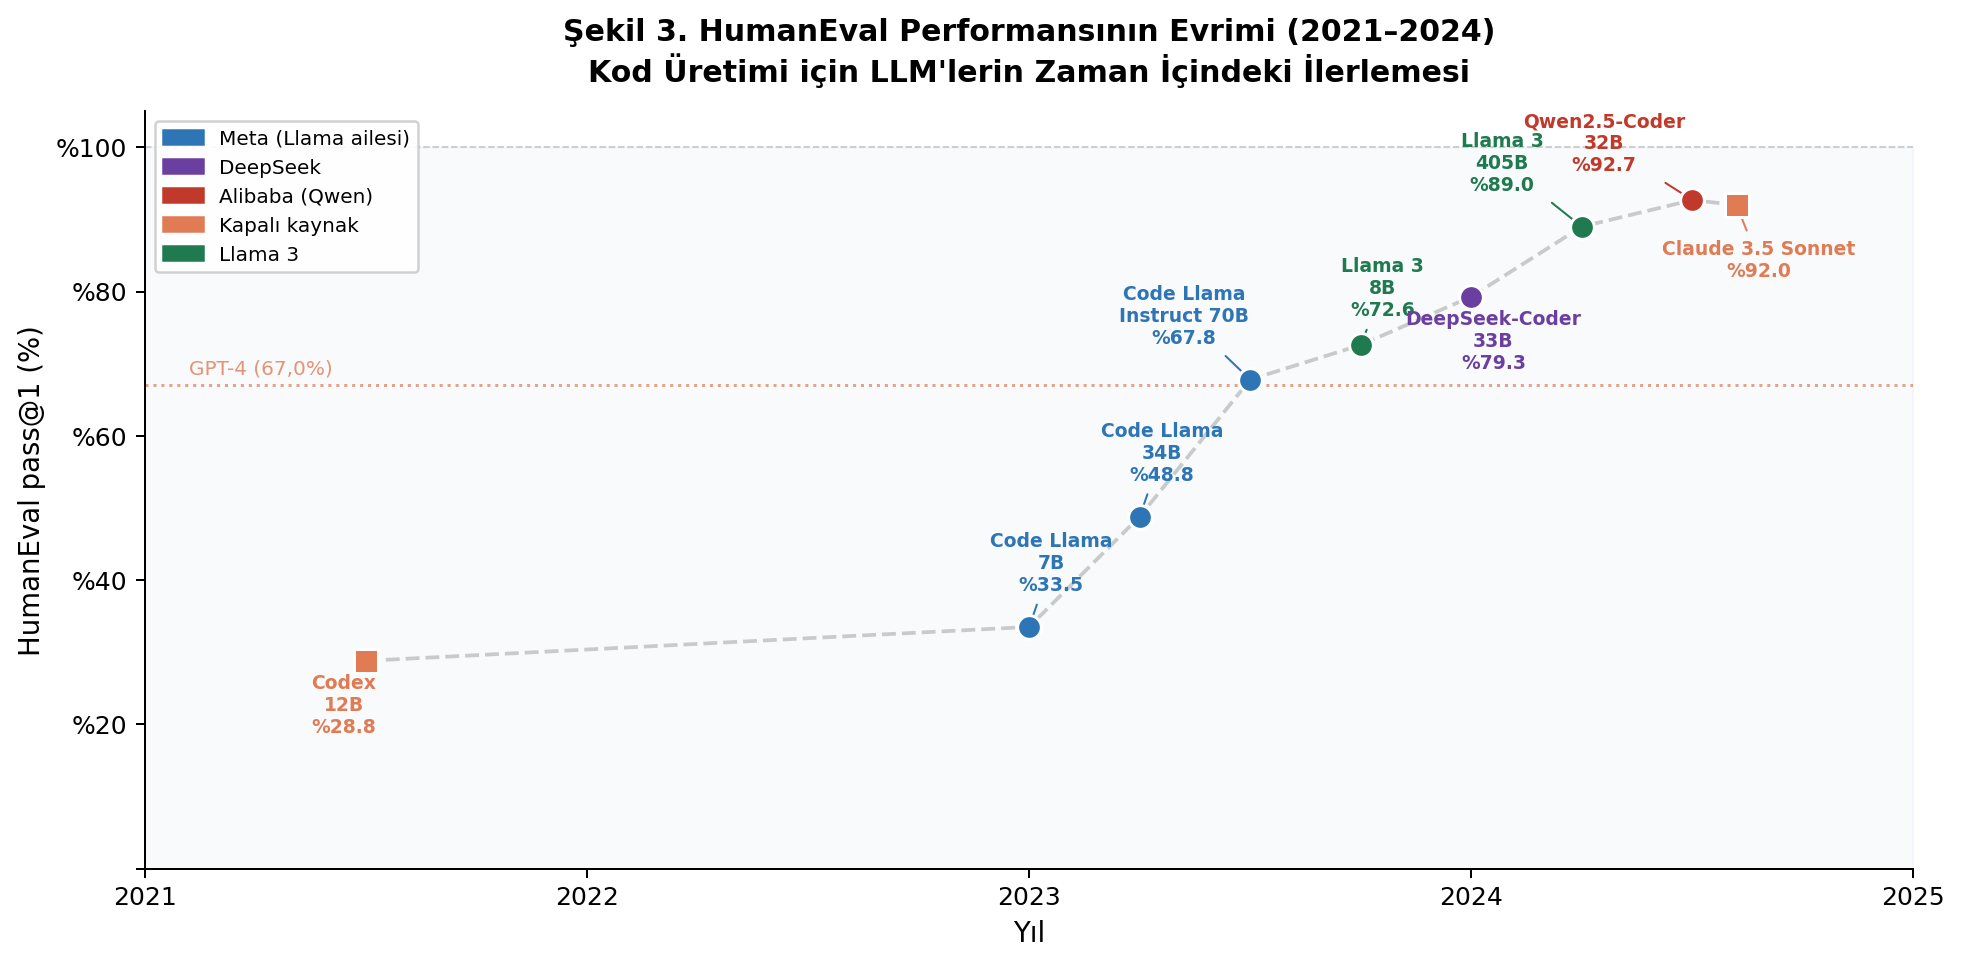 Şekil 3. HumanEval Performansının Evrimi (2021–2024)
Kod Üretimi için LLM'lerin Zaman İçindeki İlerlemesi
HumanEval pass@1 (%)
%100
%80
%60
%40
%20
Meta (Llama ailesi)
DeepSeek
Alibaba (Qwen)
Kapalı kaynak
Llama 3
GPT-4 (67,0%)
Codex
12B
%28.8
Code Llama
7B
%33.5
Code Llama
34B
%48.8
Code Llama
Instruct 70B
%67.8
Llama 3
8B
%72.6
DeepSeek-Coder
33B
%79.3
Llama 3
405B
%89.0
Qwen2.5-Coder
32B
%92.7
Claude 3.5 Sonnet
%92.0
2021
2022
2023
2024
2025
Yıl